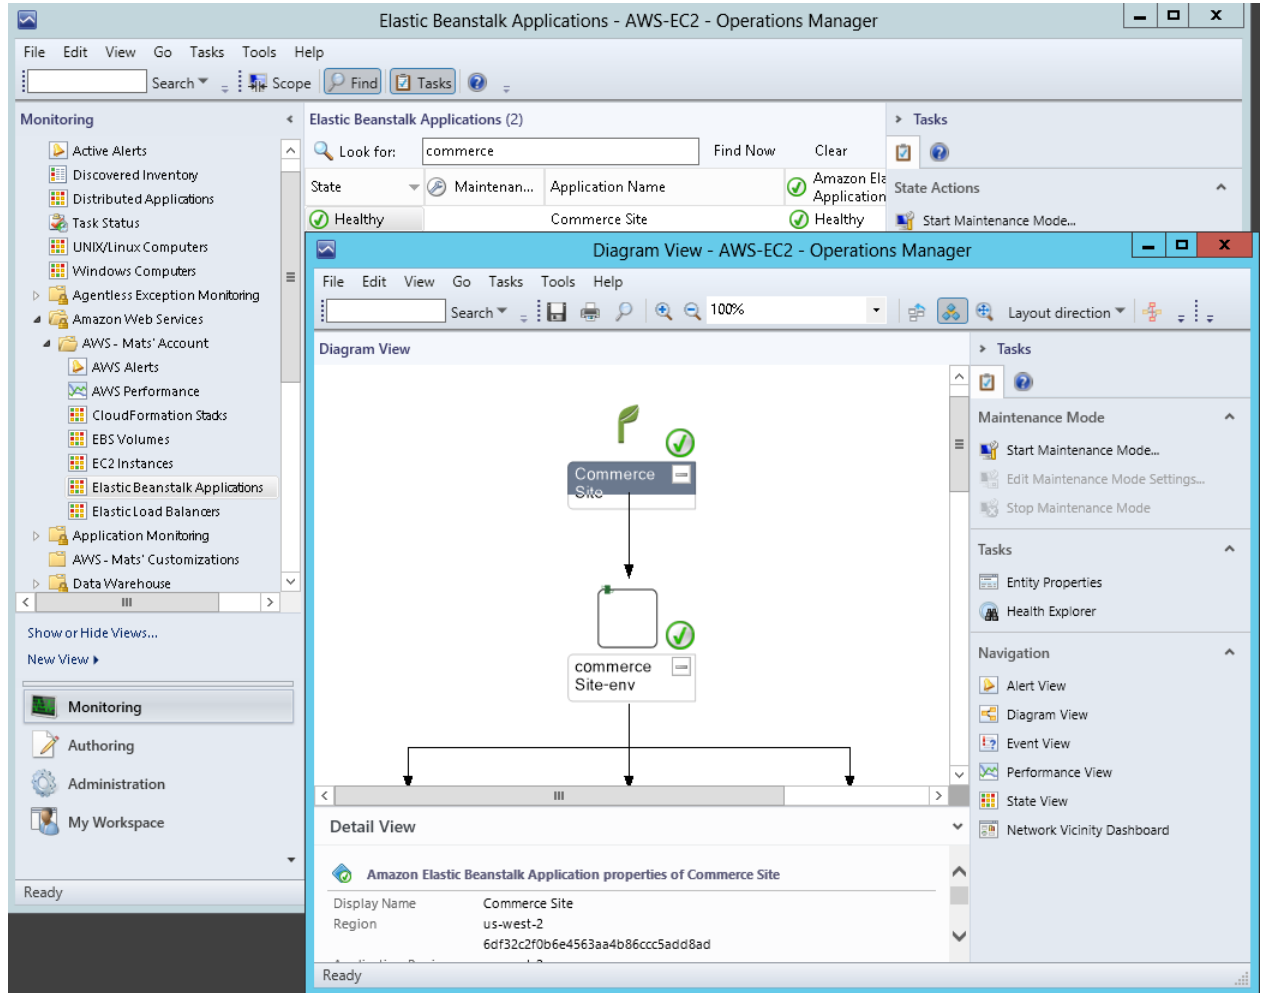 Elastic Beanstalk Applications - AWS-EC2 - Operations Manager
File Edit View Go Tasks Tools Help
Search Scope Find Tasks
Monitoring
Active Alerts
Discovered Inventory
Distributed Applications
Task Status
UNIX/Linux Computers
Windows Computers
Agentless Exception Monitoring
Amazon Web Services
AWS - Mats' Account
AWS Alerts
AWS Performance
CloudFormation Stacks
EBS Volumes
EC2 Instances
Elastic Beanstalk Applications
Elastic Load Balancers
Application Monitoring
AWS - Mats' Customizations
Data Warehouse
Show or Hide Views...
New View
Monitoring
Authoring
Administration
My Workspace
Ready
Elastic Beanstalk Applications (2)
Look for: commerce Find Now Clear
State Maintenan... Application Name Amazon Ela
Application
Healthy Commerce Site Healthy
Tasks
State Actions
Start Maintenance Mode...
Diagram View - AWS-EC2 - Operations Manager
File Edit View Go Tasks Tools Help
Search 100% Layout direction
Diagram View
Commerce
Site
commerce
Site-env
Detail View
Amazon Elastic Beanstalk Application properties of Commerce Site
Display Name Commerce Site
Region us-west-2
6df32c2f0b6e4563aa4b86ccc5add8ad
Ready
Tasks
Maintenance Mode
Start Maintenance Mode...
Edit Maintenance Mode Settings...
Stop Maintenance Mode
Tasks
Entity Properties
Health Explorer
Navigation
Alert View
Diagram View
Event View
Performance View
State View
Network Vicinity Dashboard